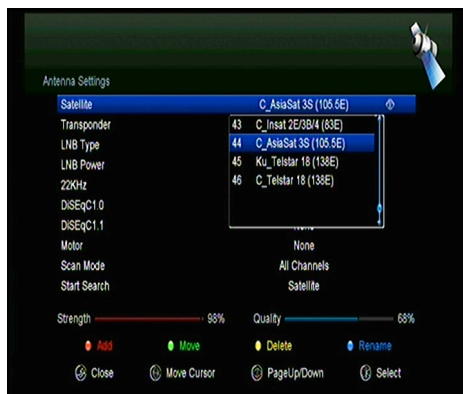 Antenna Settings
Satellite C_AsiaSat 3S (105.5E)
Transponder 43 C_Insat 2E/3B/4 (83E)
LNB Type 44 C_AsiaSat 3S (105.5E)
LNB Power 45 Ku_Telstar 18 (138E)
22KHz 46 C_Telstar 18 (138E)
DiSEqC1.0
DiSEqC1.1
Motor None
Scan Mode All Channels
Start Search Satellite
Strength 98% Quality 68%
Add Move Delete Rename
Close Move Cursor PageUp/Down Select